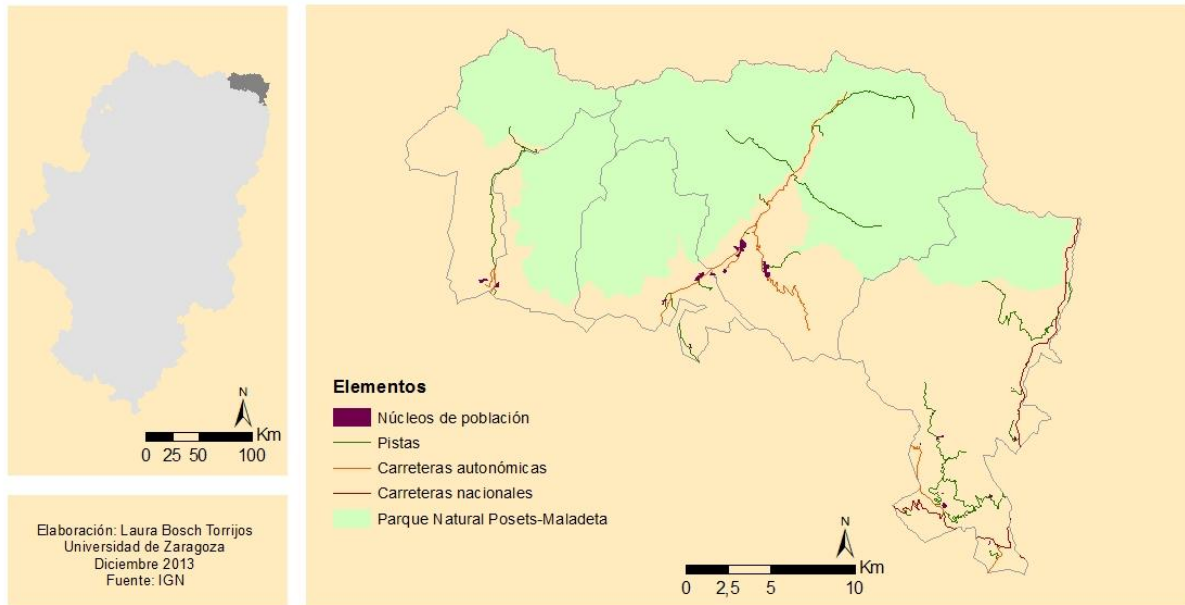 N
Km
0 25 50 100
Elaboración: Laura Bosch Torrijos
Universidad de Zaragoza
Diciembre 2013
Fuente: IGN
Elementos
Núcleos de población
Pistas
Carreteras autonómicas
Carreteras nacionales
Parque Natural Posets-Maladeta
N
Km
0 2,5 5 10